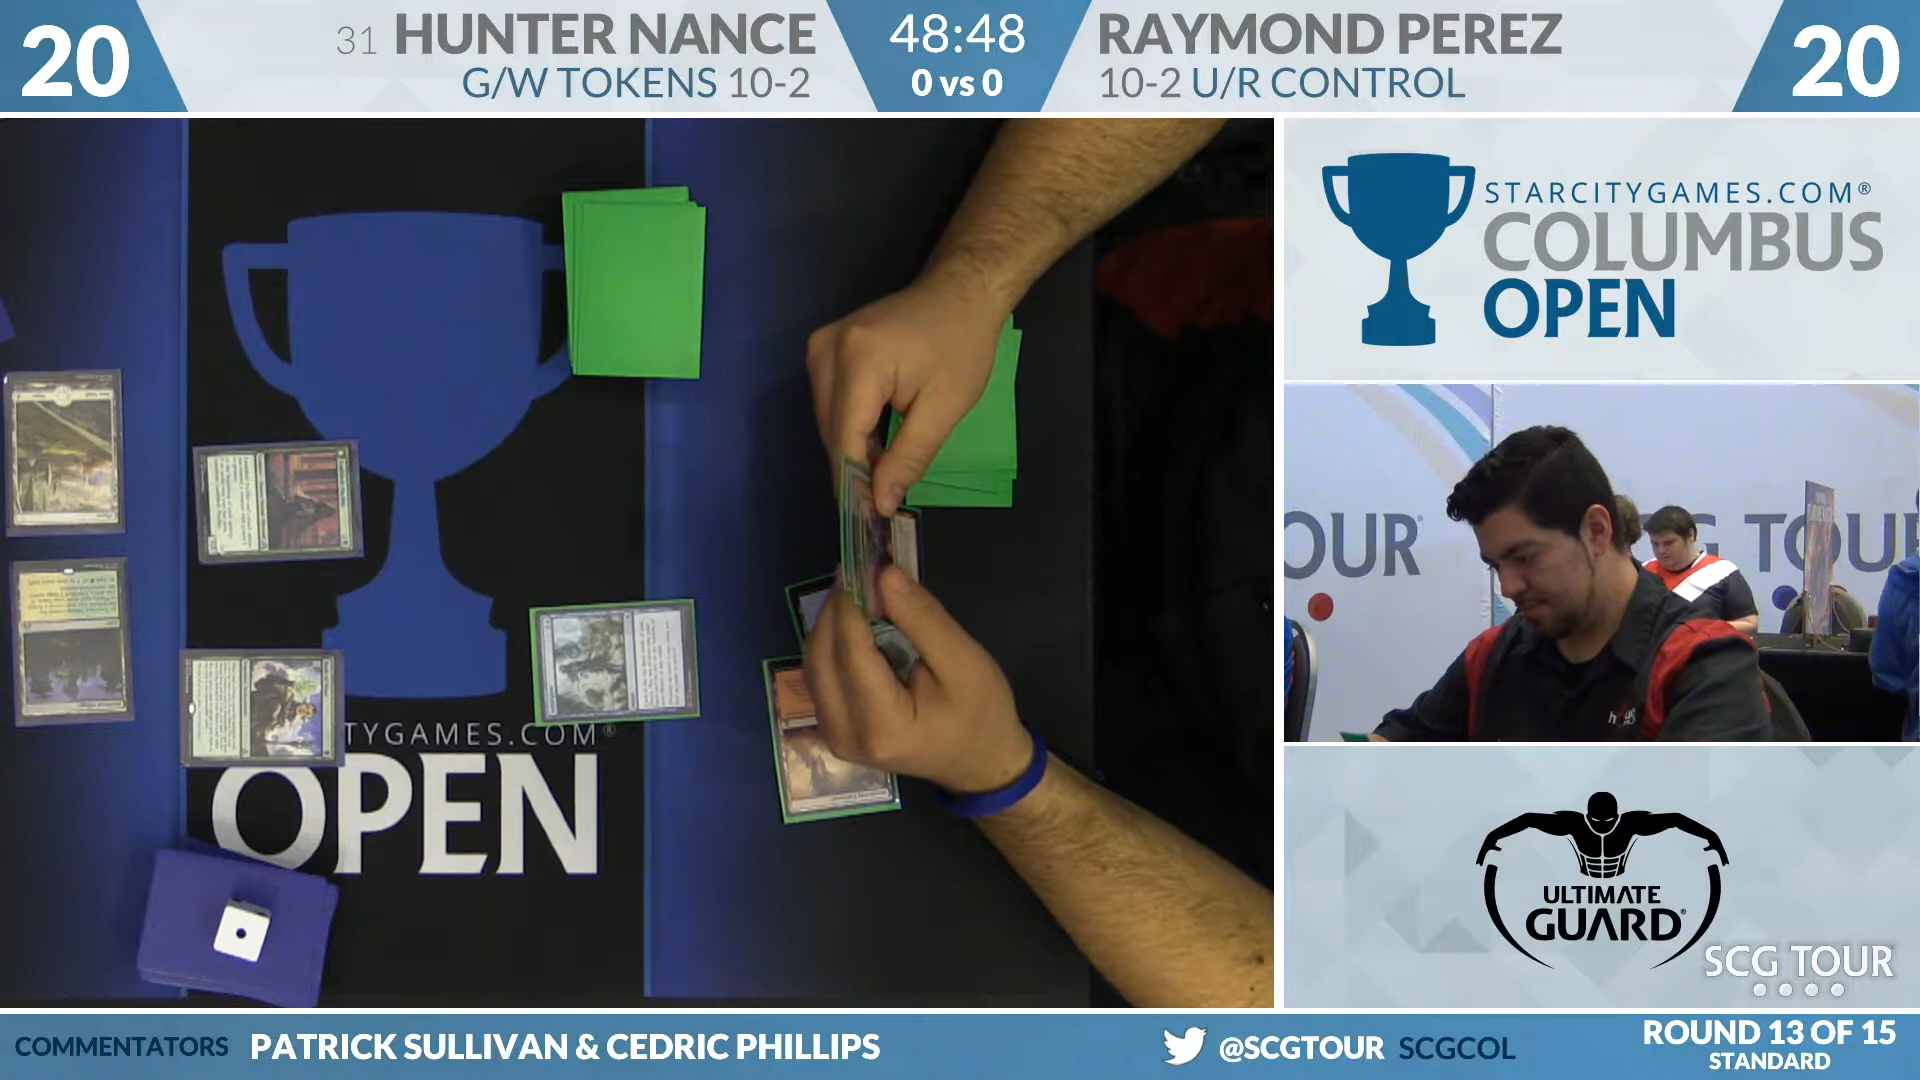 20
31 HUNTER NANCE
G/W TOKENS 10-2
48:48
0 vs 0
RAYMOND PEREZ
10-2 U/R CONTROL
20
STARCITYGAMES.COM®
COLUMBUS
OPEN
TYGAMES.COM®
OPEN
OUR
SCG TOU
ULTIMATE
GUARD®
SCG TOUR
COMMENTATORS PATRICK SULLIVAN & CEDRIC PHILLIPS
@SCGTOUR SCGCOL
ROUND 13 OF 15
STANDARD